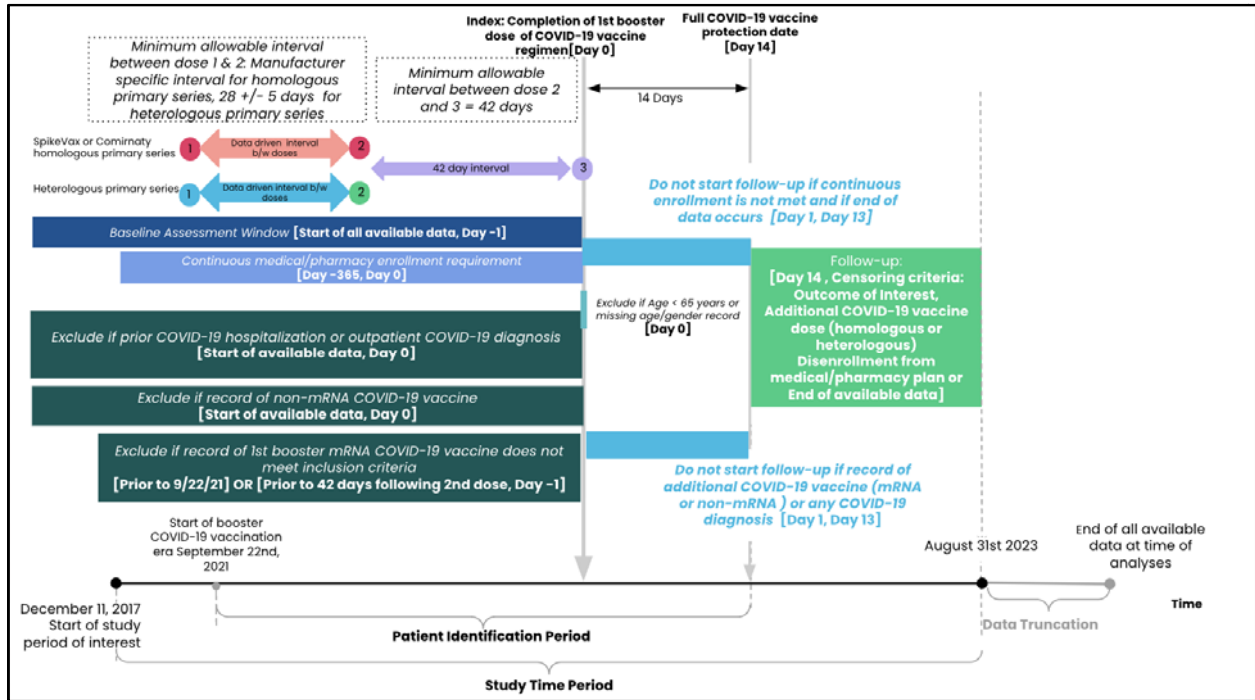 Index: Completion of 1st booster
dose of COVID-19 vaccine
regimen[Day 0]
Full COVID-19 vaccine
protection date
[Day 14]
Minimum allowable interval
between dose 1 & 2: Manufacturer
specific interval for homologous
primary series, 28 +/- 5 days for
heterologous primary series
Minimum allowable
interval between dose 2
and 3 = 42 days
14 Days
SpikeVax or Comirnaty
homologous primary series
1
Data driven interval
b/w doses
2
42 day interval
3
Heterologous primary series
1
Data driven interval b/w
doses
2
Do not start follow-up if continuous
enrollment is not met and if end of
data occurs [Day 1, Day 13]
Baseline Assessment Window [Start of all available data, Day -1]
Continuous medical/pharmacy enrollment requirement
[Day -365, Day 0]
Follow-up:
[Day 14 , Censoring criteria:
Outcome of Interest,
Additional COVID-19 vaccine
dose (homologous or
heterologous)
Disenrollment from
medical/pharmacy plan or
End of available data]
Exclude if Age < 65 years or
missing age/gender record
[Day 0]
Exclude if prior COVID-19 hospitalization or outpatient COVID-19 diagnosis
[Start of available data, Day 0]
Exclude if record of non-mRNA COVID-19 vaccine
[Start of available data, Day 0]
Exclude if record of 1st booster mRNA COVID-19 vaccine does not
meet inclusion criteria
[Prior to 9/22/21] OR [Prior to 42 days following 2nd dose, Day -1]
Do not start follow-up if record of
additional COVID-19 vaccine (mRNA
or non-mRNA ) or any COVID-19
diagnosis [Day 1, Day 13]
Start of booster
COVID-19 vaccination
era September 22nd,
2021
August 31st 2023
End of all available
data at time of
analyses
December 11, 2017
Start of study
period of interest
Time
Patient Identification Period
Data Truncation
Study Time Period